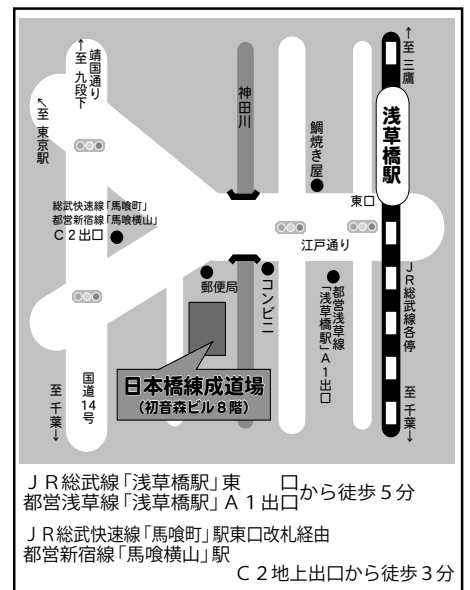 ←至 三鷹
←至 九段下
靖国通り
↖至 東京駅
神田川
鯛焼き屋
浅草橋駅
東口
総武快速線「馬喰町」
都営新宿線「馬喰横山」
C2出口
江戸通り
郵便局
コンビニ
都営浅草線
「浅草橋駅」A1出口
JR総武線各停
日本橋練成道場
(初音森ビル8階)
至 千葉→
国道14号
至 千葉→
JR総武線「浅草橋駅」東 口
都営浅草線「浅草橋駅」A1出口から徒歩5分
JR総武快速線「馬喰町」駅東口改札経由
都営新宿線「馬喰横山」駅
C2地上出口から徒歩3分